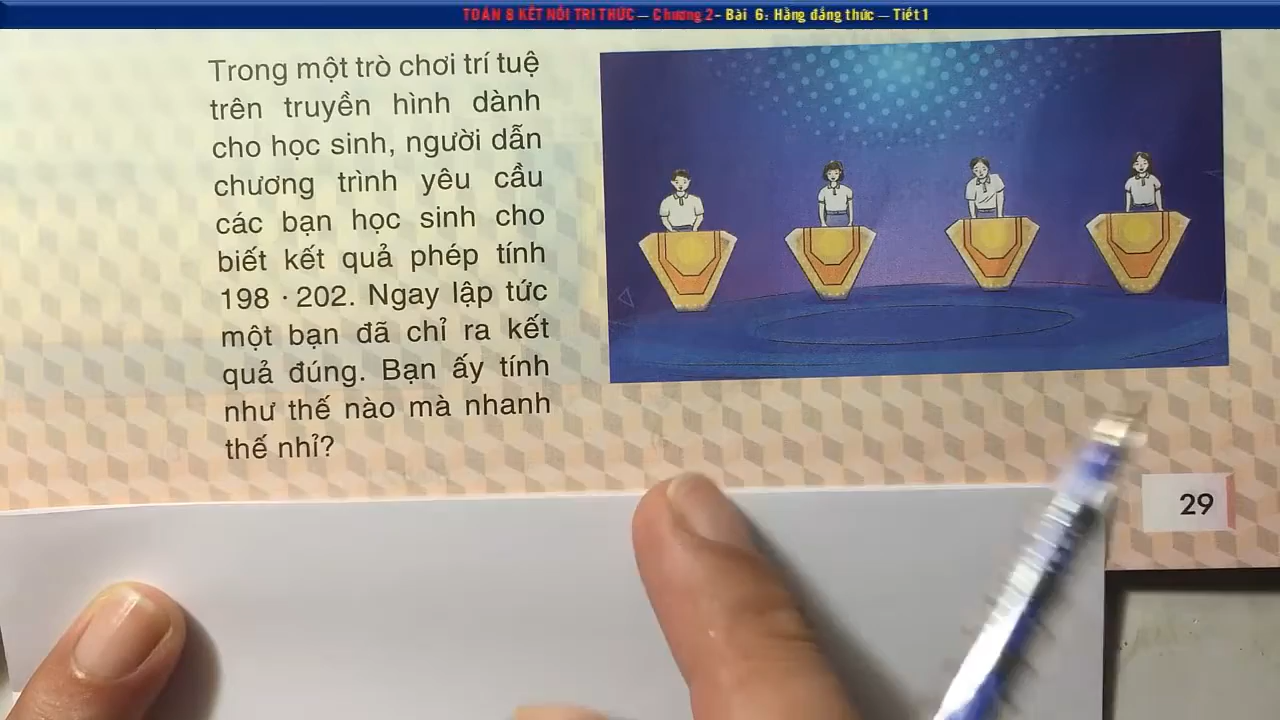 TOÁN 8 KẾT NỐI TRI THỨC – Chương 2- Bài 6: Hằng đẳng thức – Tiết 1
Trong một trò chơi trí tuệ
trên truyền hình dành
cho học sinh, người dẫn
chương trình yêu cầu
các bạn học sinh cho
biết kết quả phép tính
198 · 202. Ngay lập tức
một bạn đã chỉ ra kết
quả đúng. Bạn ấy tính
như thế nào mà nhanh
thế nhỉ?
29